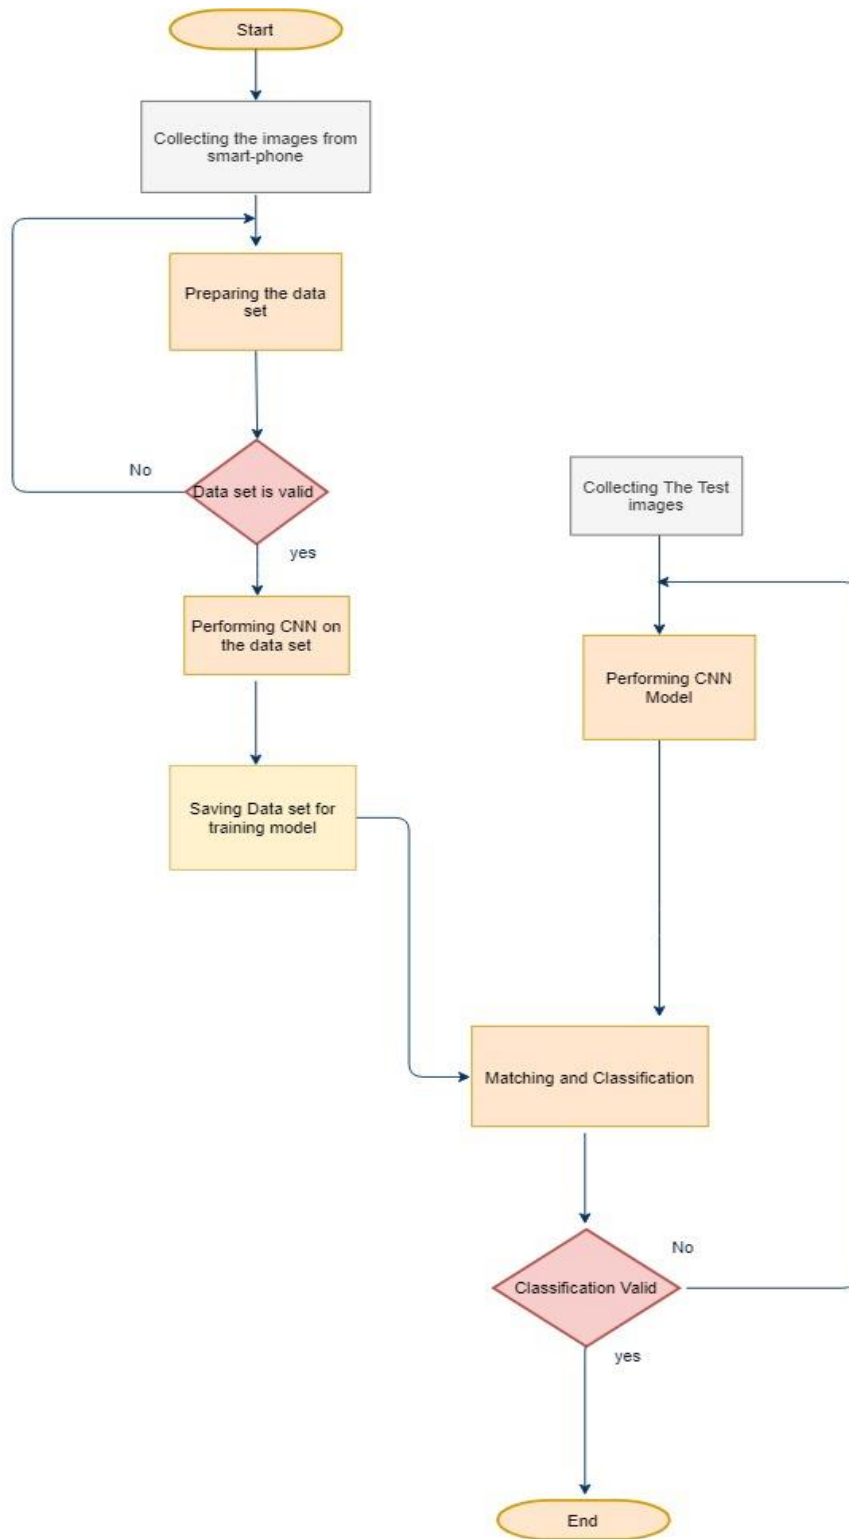 Start
Collecting the images from
smart-phone
Preparing the data
set
No
Data set is valid
yes
Performing CNN on
the data set
Saving Data set for
training model
Collecting The Test
images
Performing CNN
Model
Matching and Classification
No
Classification Valid
yes
End